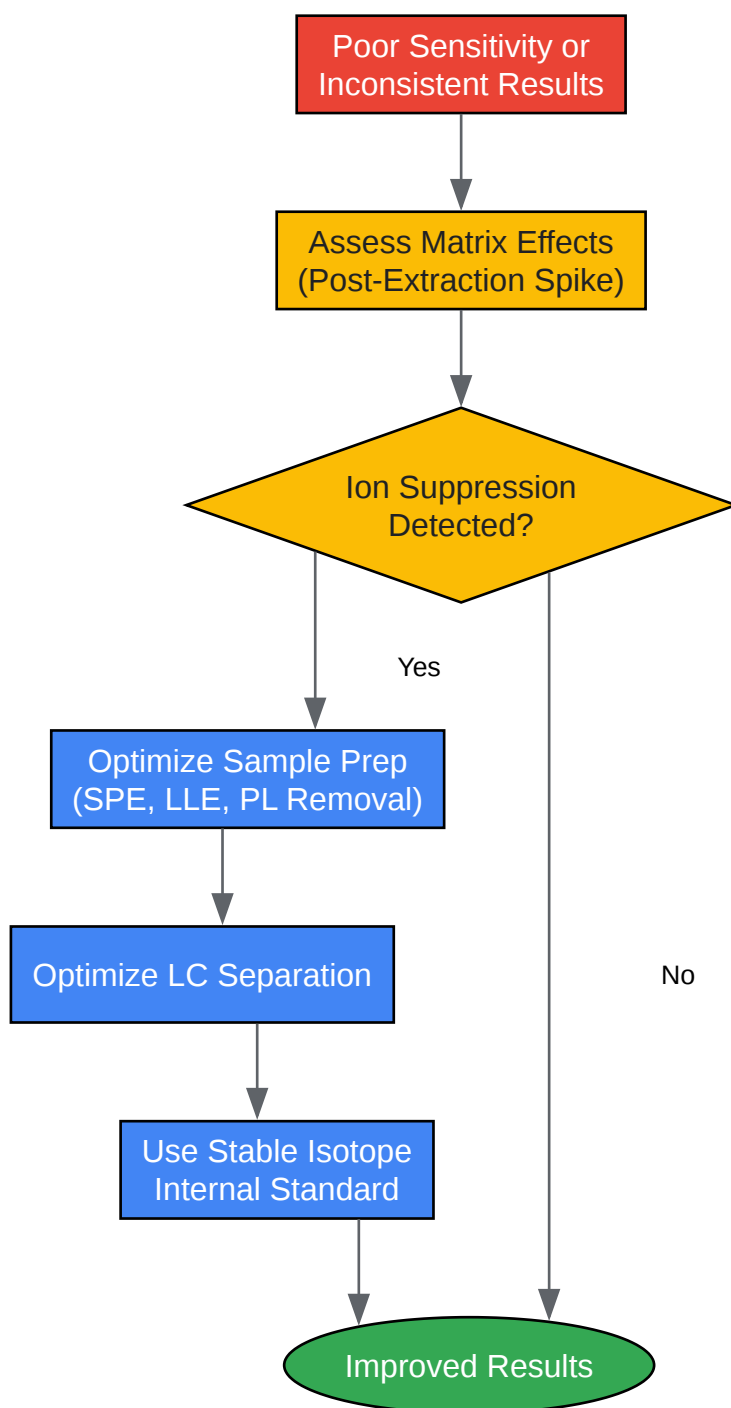 Poor Sensitivity or
Inconsistent Results
Assess Matrix Effects
(Post-Extraction Spike)
Ion Suppression
Detected?
Yes
Optimize Sample Prep
(SPE, LLE, PL Removal)
Optimize LC Separation
No
Use Stable Isotope
Internal Standard
Improved Results